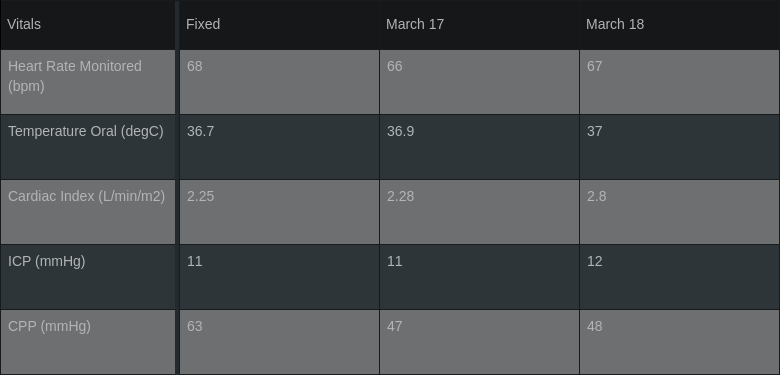 Vitals Fixed March 17 March 18
Heart Rate Monitored (bpm) 68 66 67
Temperature Oral (degC) 36.7 36.9 37
Cardiac Index (L/min/m2) 2.25 2.28 2.8
ICP (mmHg) 11 11 12
CPP (mmHg) 63 47 48